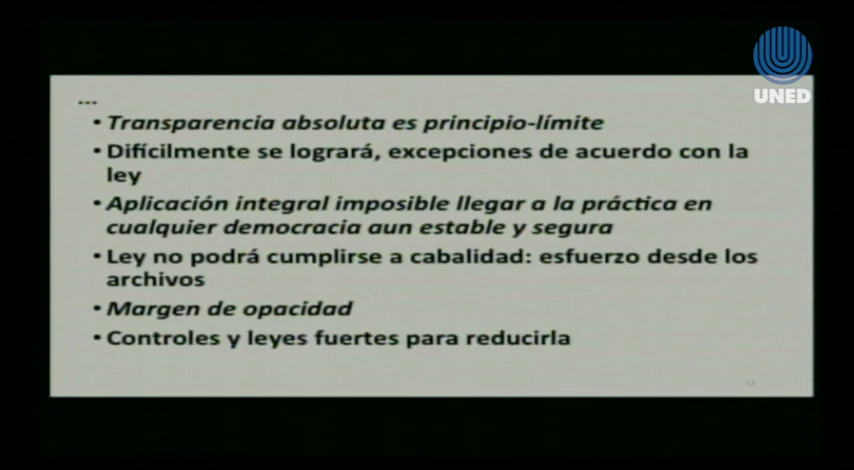 UNED
...
• Transparencia absoluta es principio-límite
• Difícilmente se logrará, excepciones de acuerdo con la
ley
• Aplicación integral imposible llegar a la práctica en
cualquier democracia aun estable y segura
• Ley no podrá cumplirse a cabalidad: esfuerzo desde los
archivos
• Margen de opacidad
• Controles y leyes fuertes para reducirla